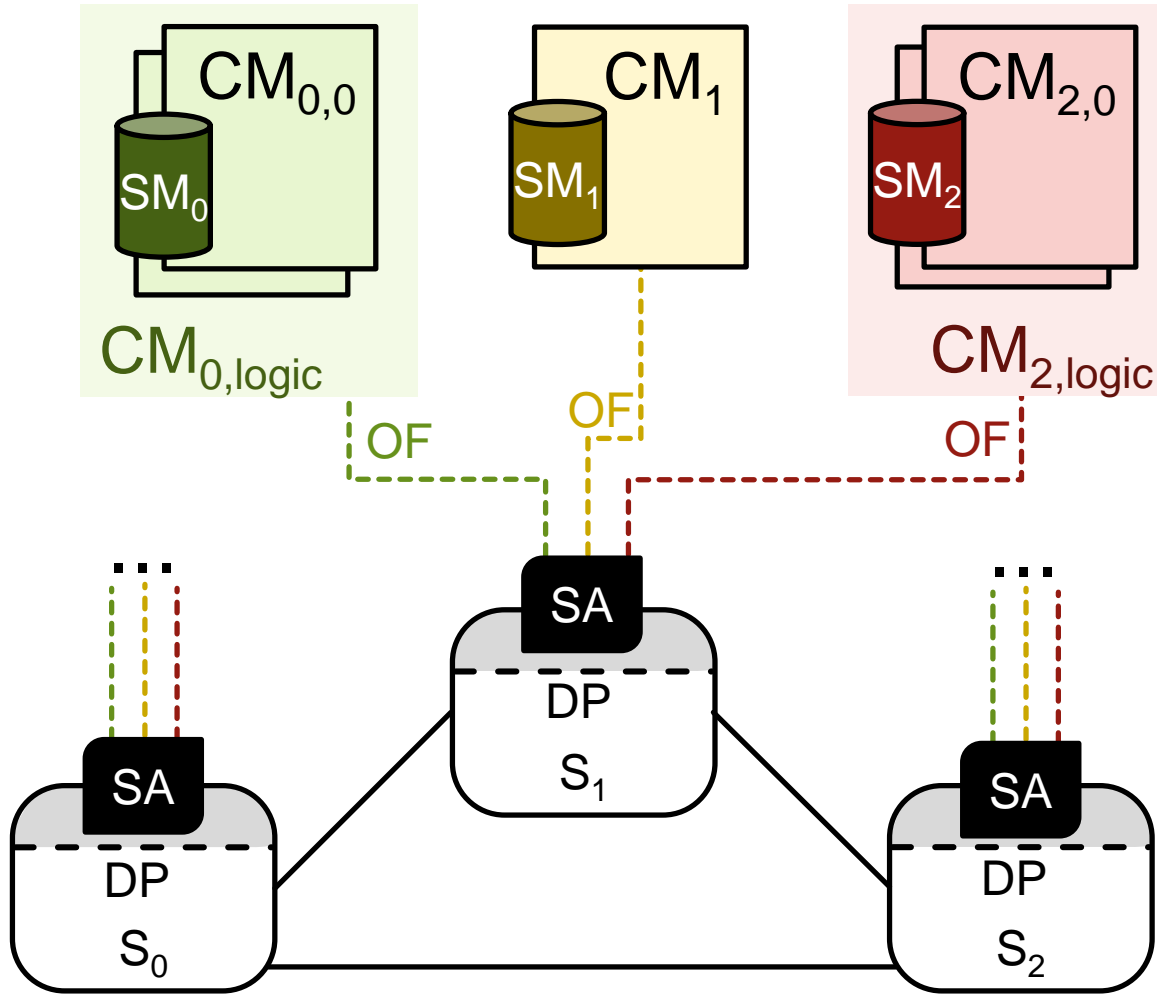 CM0,0
SM0
CM0,logic
CM1
SM1
CM2,0
SM2
CM2,logic
OF
OF
OF
...
...
SA
DP
S1
SA
DP
S0
SA
DP
S2